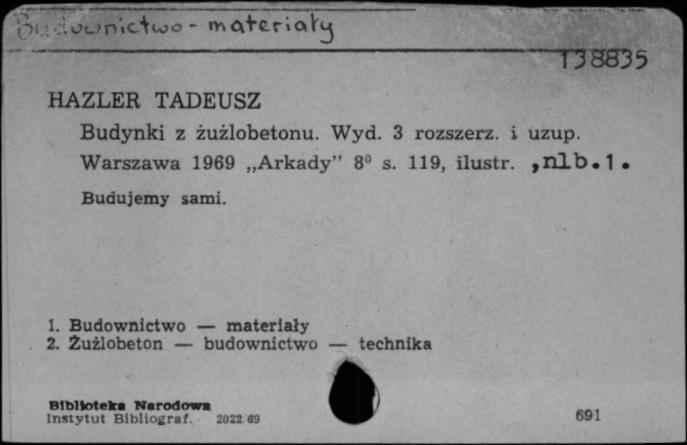 Budownictwo - materiały
138835
HAZLER TADEUSZ
Budynki z żużlobetonu. Wyd. 3 rozszerz. i uzup.
Warszawa 1969 „Arkady” 8⁰ s. 119, ilustr. ,nlb.1.
Budujemy sami.
1. Budownictwo — materiały
2. Żużlobeton — budownictwo — technika
Biblioteka Narodowa
Instytut Bibliograf. 2022/69
691